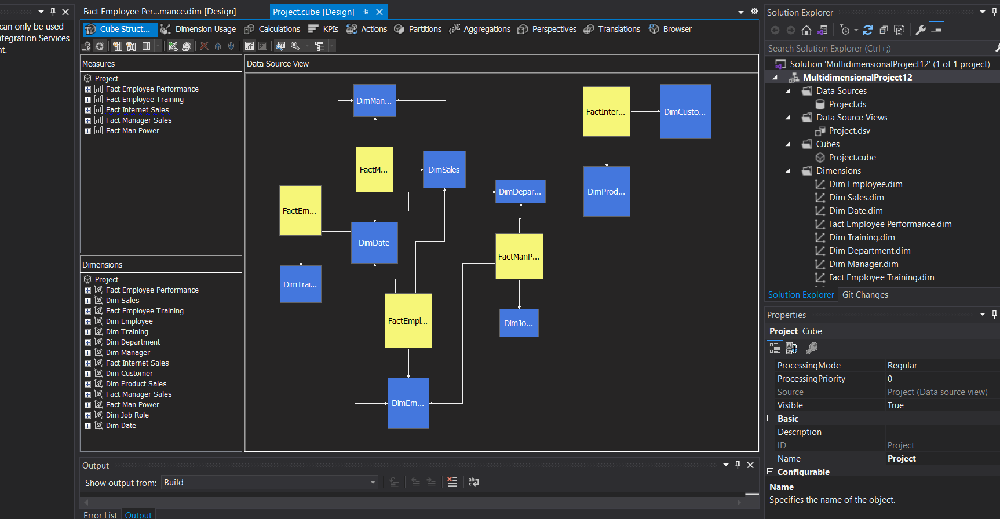 can only be used
ntegration Services
nt.
Fact Employee Per...mance.dim [Design]
Project.cube [Design]
Cube Struct...
Dimension Usage
Calculations
KPIs
Actions
Partitions
Aggregations
Perspectives
Translations
Browser
Measures
Project
Fact Employee Performance
Fact Employee Training
Fact Internet Sales
Fact Manager Sales
Fact Man Power
Dimensions
Project
Fact Employee Performance
Dim Sales
Fact Employee Training
Dim Employee
Dim Training
Dim Department
Dim Manager
Fact Internet Sales
Dim Customer
Dim Product Sales
Fact Manager Sales
Fact Man Power
Dim Job Role
Dim Date
Data Source View
DimMan...
FactInter...
DimCusto...
FactM...
DimSales
DimDepar...
DimProd...
FactEm...
DimDate
FactManP...
DimTrai...
FactEmpl...
DimJo...
DimEm...
Output
Show output from:
Build
Error List
Output
Solution Explorer
Search Solution Explorer (Ctrl+;)
Solution 'MultidimensionalProject12' (1 of 1 project)
MultidimensionalProject12
Data Sources
Project.ds
Data Source Views
Project.dsv
Cubes
Project.cube
Dimensions
Dim Employee.dim
Dim Sales.dim
Dim Date.dim
Fact Employee Performance.dim
Dim Training.dim
Dim Department.dim
Dim Manager.dim
Fact Employee Training.dim
Solution Explorer
Git Changes
Properties
Project Cube
ProcessingMode Regular
ProcessingPriority 0
Source Project (Data source view)
Visible True
Basic
Description
ID Project
Name Project
Configurable
Name
Specifies the name of the object.